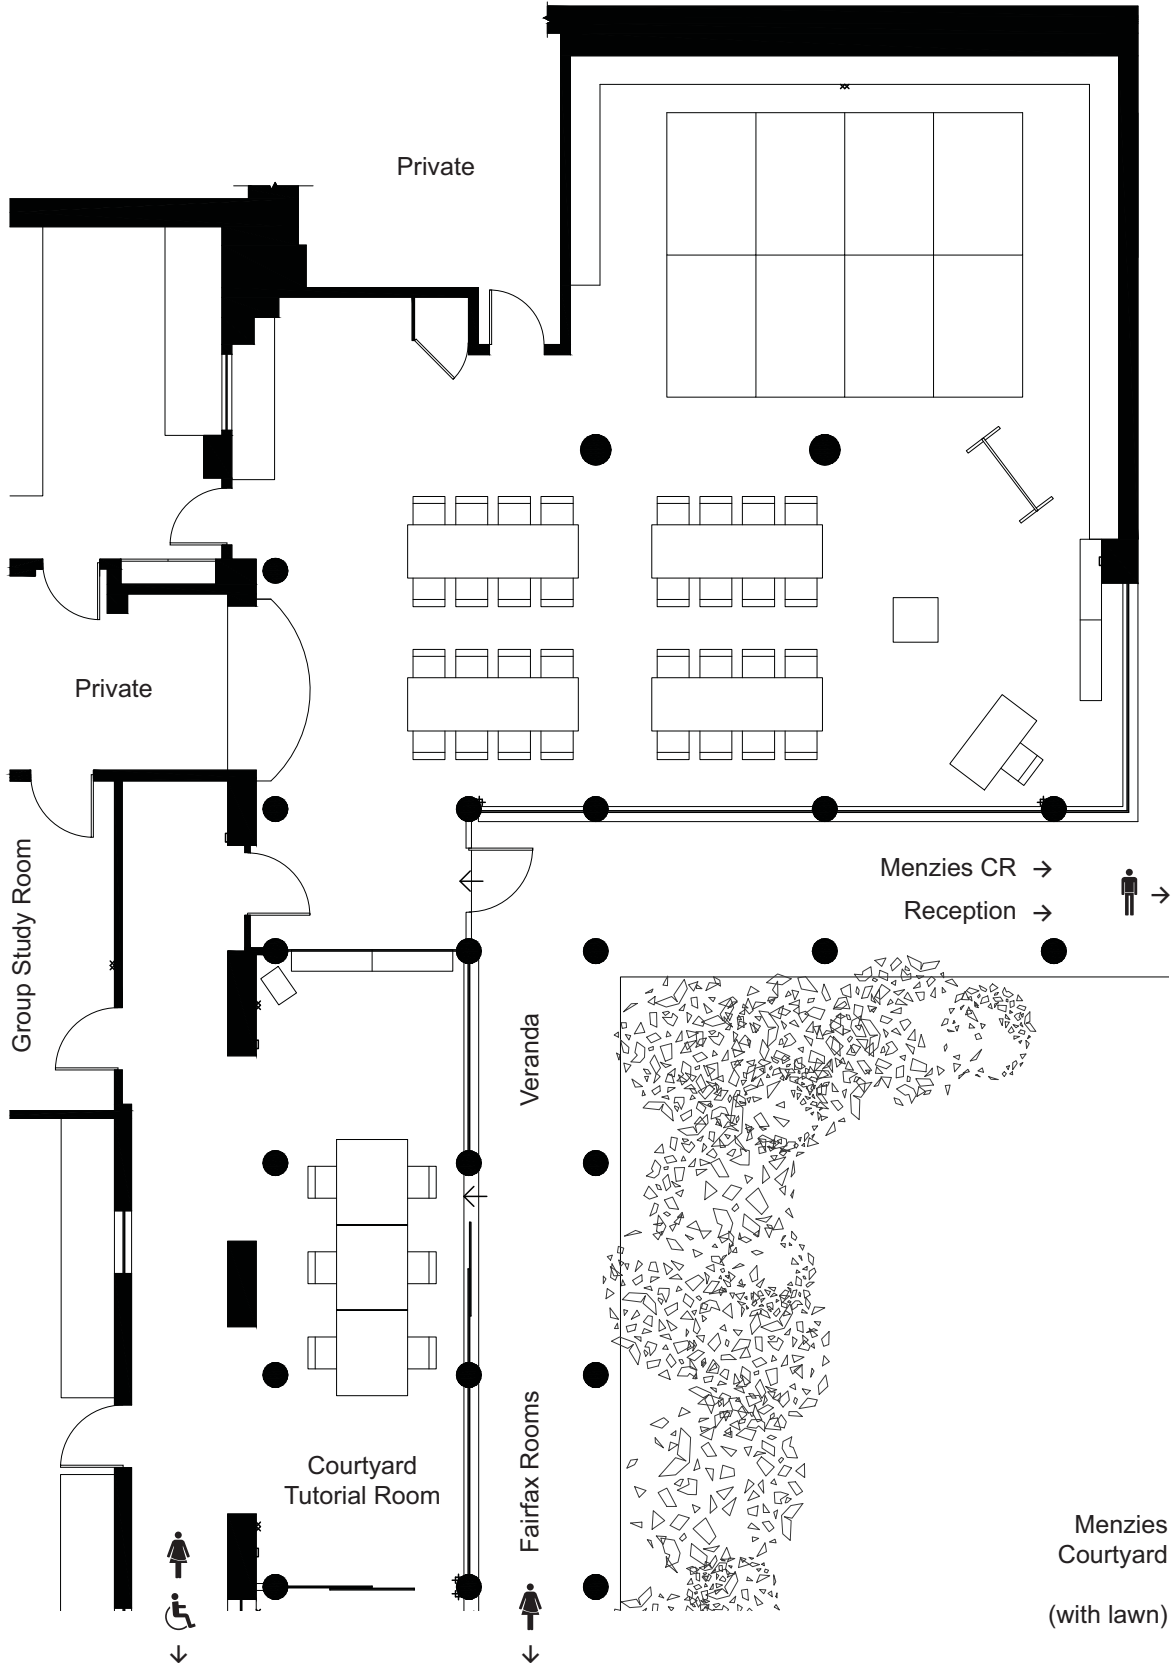 Private
Private
Menzies CR →
Reception →
Group Study Room
Veranda
Fairfax Rooms
Courtyard
Tutorial Room
Menzies
Courtyard
(with lawn)